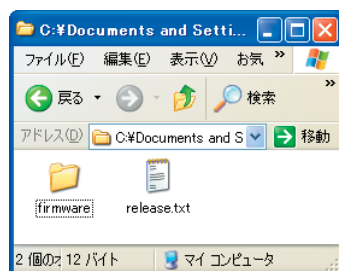 C:¥Documents and Setti...
ファイル(F) 編集(E) 表示(V) お気 »
戻る 検索 »
アドレス(D) C:¥Documents and S 移動
firmware release.txt
2 個のオ 12 バイト マイ コンピュータ